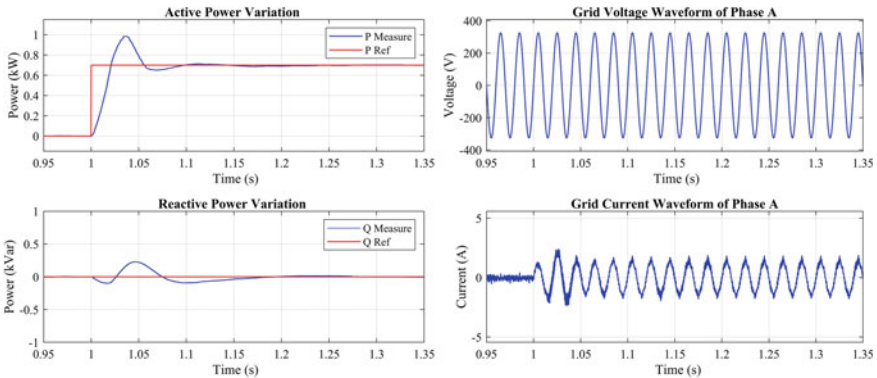 Active Power Variation
P Measure
P Ref
Power (kW)
1
0.8
0.6
0.4
0.2
0
0.95 1 1.05 1.1 1.15 1.2 1.25 1.3 1.35
Time (s)
Grid Voltage Waveform of Phase A
Voltage (V)
400
200
0
-200
-400
0.95 1 1.05 1.1 1.15 1.2 1.25 1.3 1.35
Time (s)
Reactive Power Variation
Q Measure
Q Ref
Power (kVar)
1
0.5
0
-0.5
-1
0.95 1 1.05 1.1 1.15 1.2 1.25 1.3 1.35
Time (s)
Grid Current Waveform of Phase A
Current (A)
5
0
-5
0.95 1 1.05 1.1 1.15 1.2 1.25 1.3 1.35
Time (s)